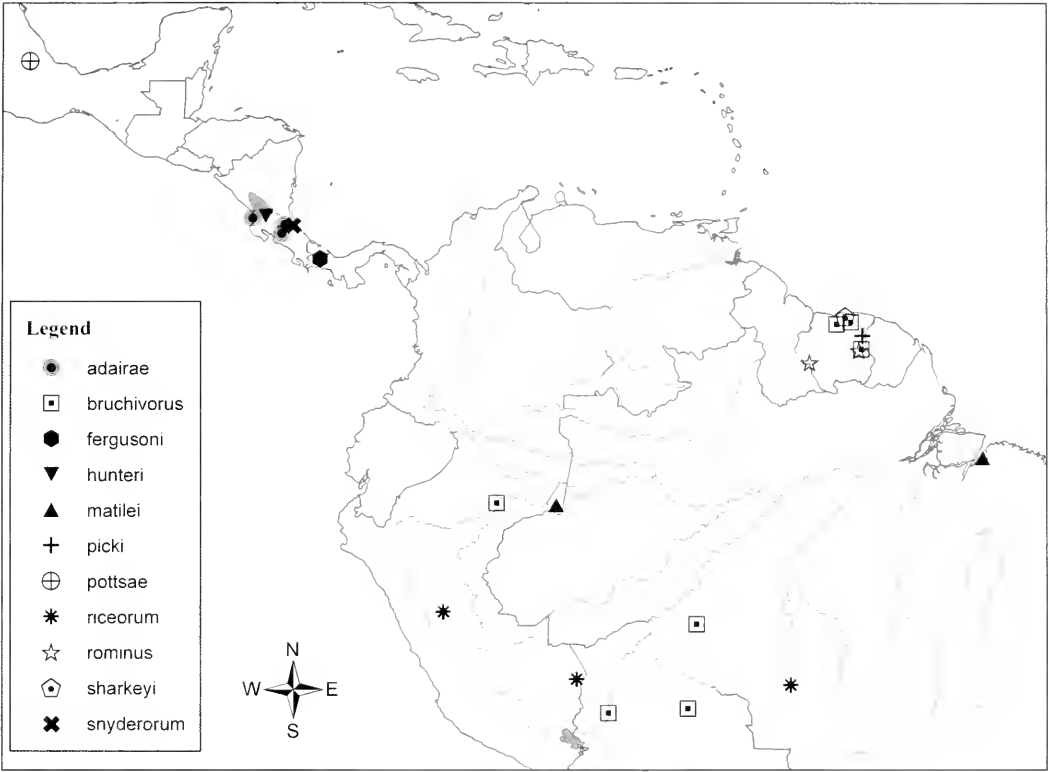 Legend
adairae
bruchivorus
fergusoni
hunteri
matilei
picki
pottsae
riceorum
rominus
sharkeyi
snyderorum
N
W E
S